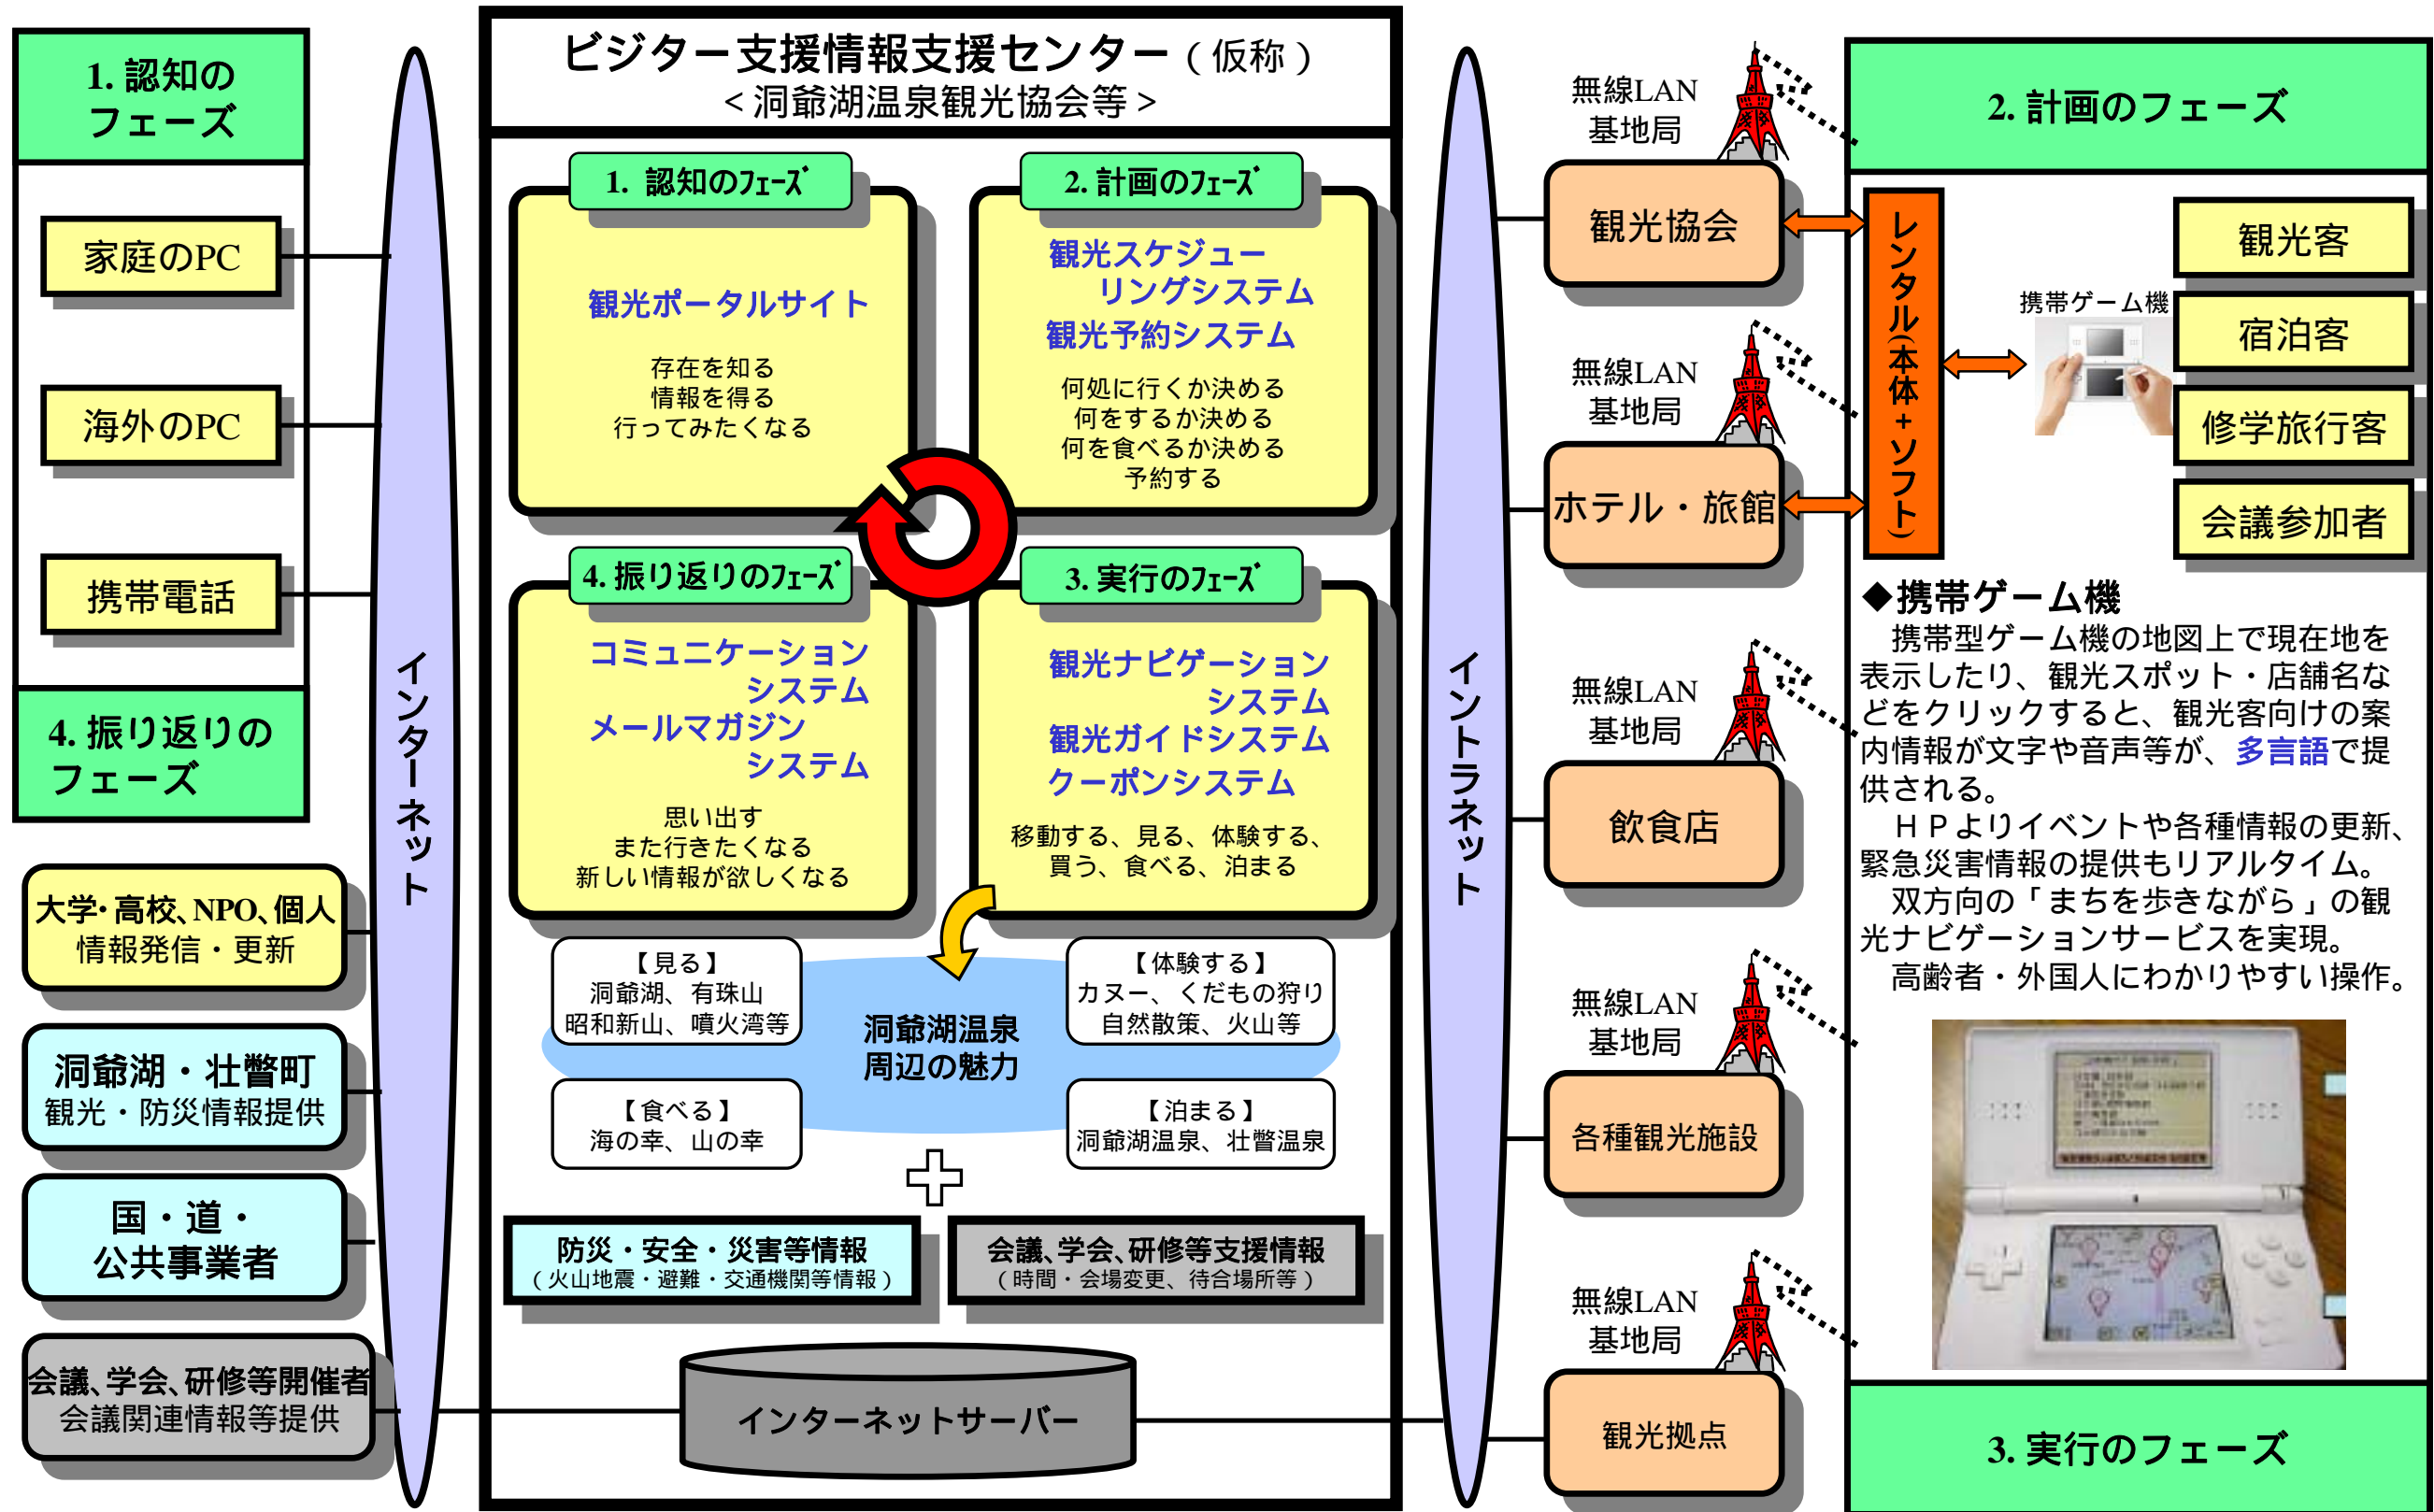 1. 認知の
フェーズ
家庭のPC
海外のPC
携帯電話
4. 振り返りの
フェーズ
大学・高校、NPO、個人
情報発信・更新
洞爺湖・壮瞥町
観光・防災情報提供
国・道・
公共事業者
会議、学会、研修等開催者
会議関連情報等提供
インターネット
ビジター支援情報支援センター（仮称）
＜洞爺湖温泉観光協会等＞
1. 認知のﾌｪｰｽﾞ
観光ポータルサイト
存在を知る
情報を得る
行ってみたくなる
2. 計画のﾌｪｰｽﾞ
観光スケジュー
リングシステム
観光予約システム
何処に行くか決める
何をするか決める
何を食べるか決める
予約する
4. 振り返りのﾌｪｰｽﾞ
コミュニケーション
システム
メールマガジン
システム
思い出す
また行きたくなる
新しい情報が欲しくなる
3. 実行のﾌｪｰｽﾞ
観光ナビゲーション
システム
観光ガイドシステム
クーポンシステム
移動する、見る、体験する、
買う、食べる、泊まる
【見る】
洞爺湖、有珠山
昭和新山、噴火湾等
【体験する】
カヌー、くだもの狩り
自然散策、火山等
洞爺湖温泉
周辺の魅力
【食べる】
海の幸、山の幸
【泊まる】
洞爺湖温泉、壮瞥温泉
防災・安全・災害等情報
（火山地震・避難・交通機関等情報）
会議、学会、研修等支援情報
（時間・会場変更、待合場所等）
インターネットサーバー
イントラネット
無線LAN
基地局
観光協会
無線LAN
基地局
ホテル・旅館
無線LAN
基地局
飲食店
無線LAN
基地局
各種観光施設
無線LAN
基地局
観光拠点
2. 計画のフェーズ
レンタル(本体＋ソフト)
携帯ゲーム機
観光客
宿泊客
修学旅行客
会議参加者
◆携帯ゲーム機
携帯型ゲーム機の地図上で現在地を
表示したり、観光スポット・店舗名な
どをクリックすると、観光客向けの案
内情報が文字や音声等が、多言語で提
供される。
ＨＰよりイベントや各種情報の更新、
緊急災害情報の提供もリアルタイム。
双方向の「まちを歩きながら」の観
光ナビゲーションサービスを実現。
高齢者・外国人にわかりやすい操作。
3. 実行のフェーズ